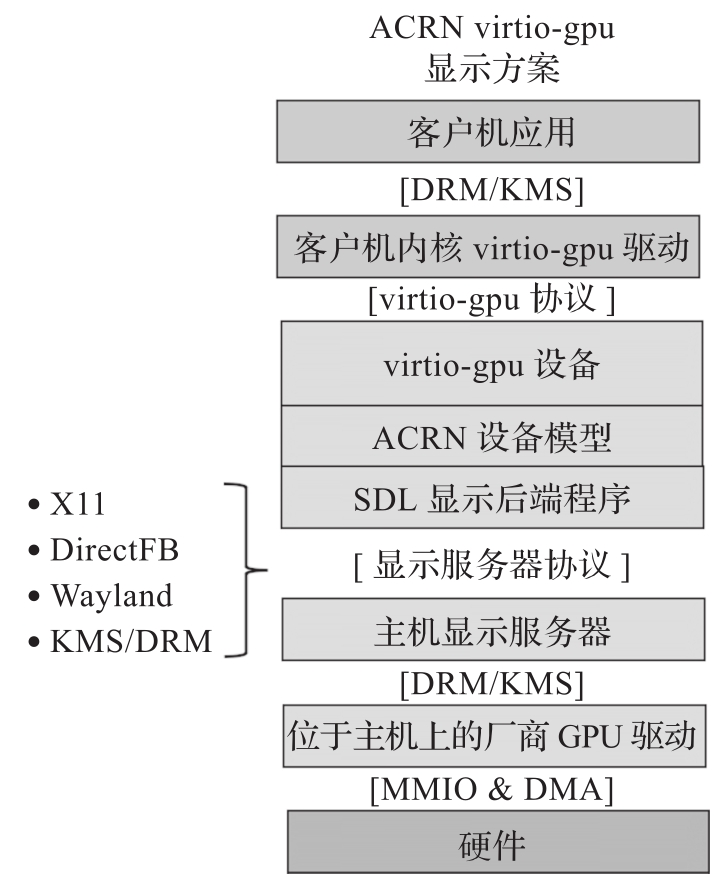 ACRN virtio-gpu
显示方案
客户机应用
[DRM/KMS]
客户机内核 virtio-gpu 驱动
[virtio-gpu 协议 ]
virtio-gpu 设备
ACRN 设备模型
SDL 显示后端程序
• X11
• DirectFB
• Wayland
• KMS/DRM
[ 显示服务器协议 ]
主机显示服务器
[DRM/KMS]
位于主机上的厂商 GPU 驱动
[MMIO & DMA]
硬件